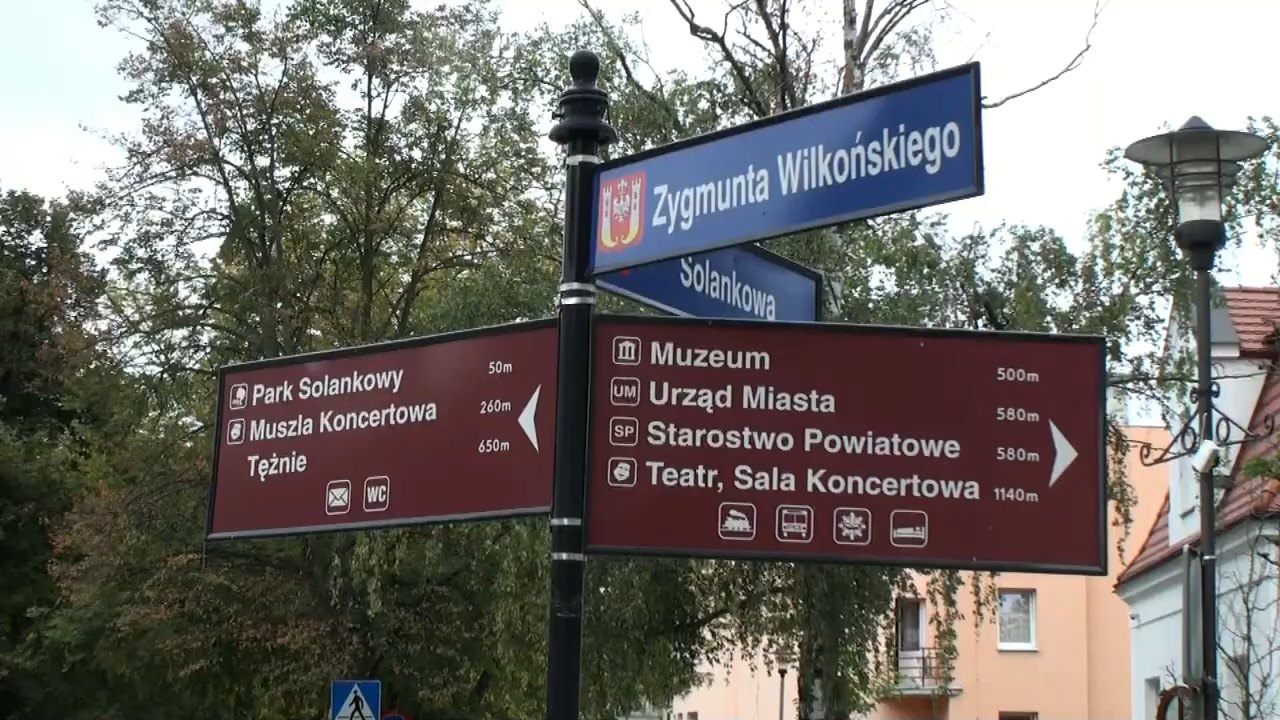 Zygmunta Wilkońskiego
Solankowa
Park Solankowy 50m
Muszla Koncertowa 260m
Tężnie 650m
WC
Muzeum 500m
UM Urząd Miasta 580m
SP Starostwo Powiatowe 580m
Teatr, Sala Koncertowa 1140m